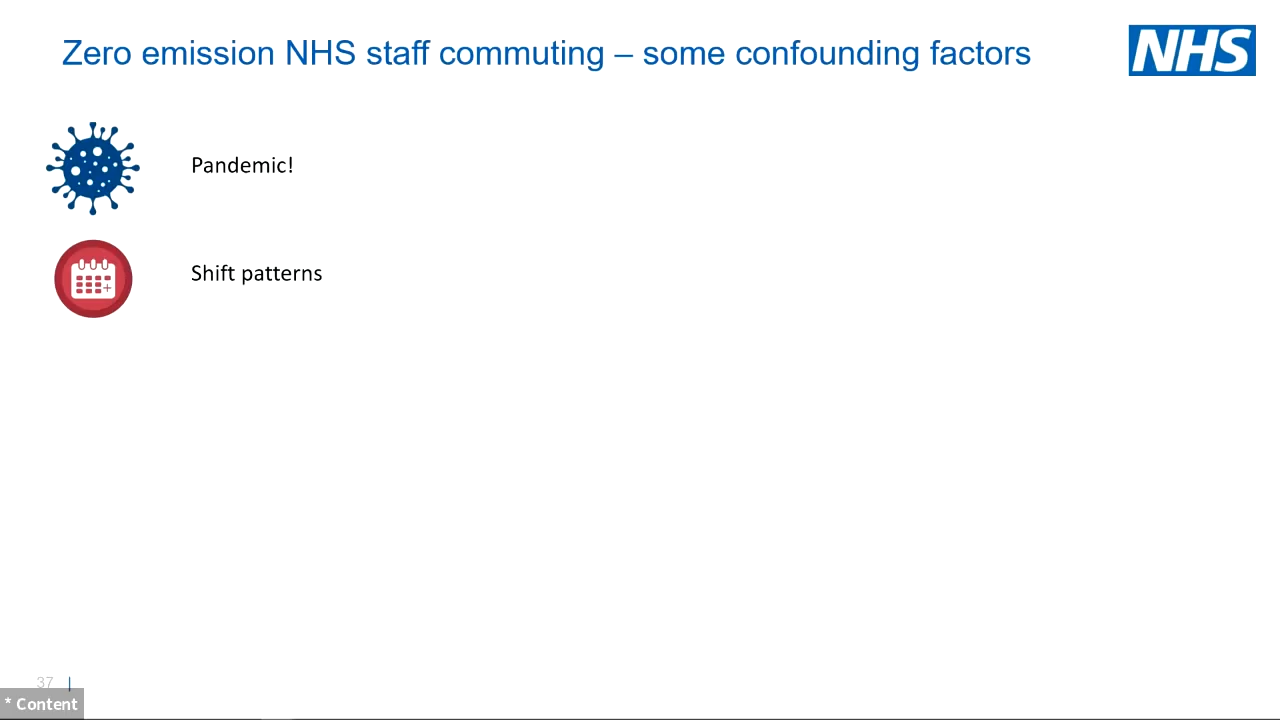 Zero emission NHS staff commuting – some confounding factors
NHS
Pandemic!
Shift patterns
37 |
* Content